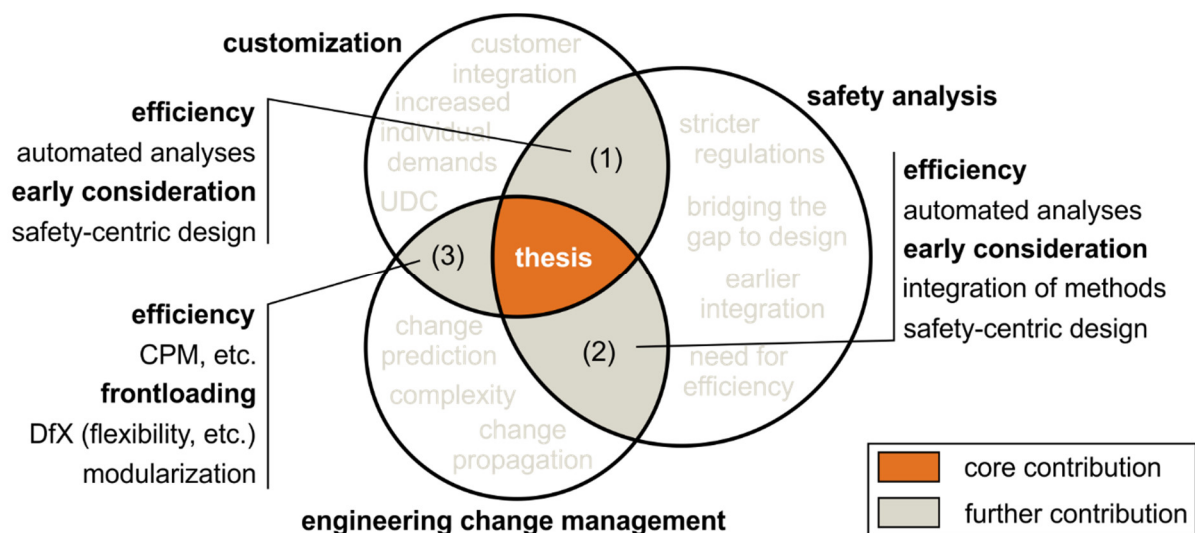 customization
customer
integration
increased
individual
demands
UDC
efficiency
automated analyses
early consideration
safety-centric design
(1)
safety analysis
stricter
regulations
bridging the
gap to design
earlier
integration
need for
efficiency
efficiency
automated analyses
early consideration
integration of methods
safety-centric design
(3)
thesis
(2)
efficiency
CPM, etc.
frontloading
DfX (flexibility, etc.)
modularization
change
prediction
complexity
change
propagation
engineering change management
core contribution
further contribution